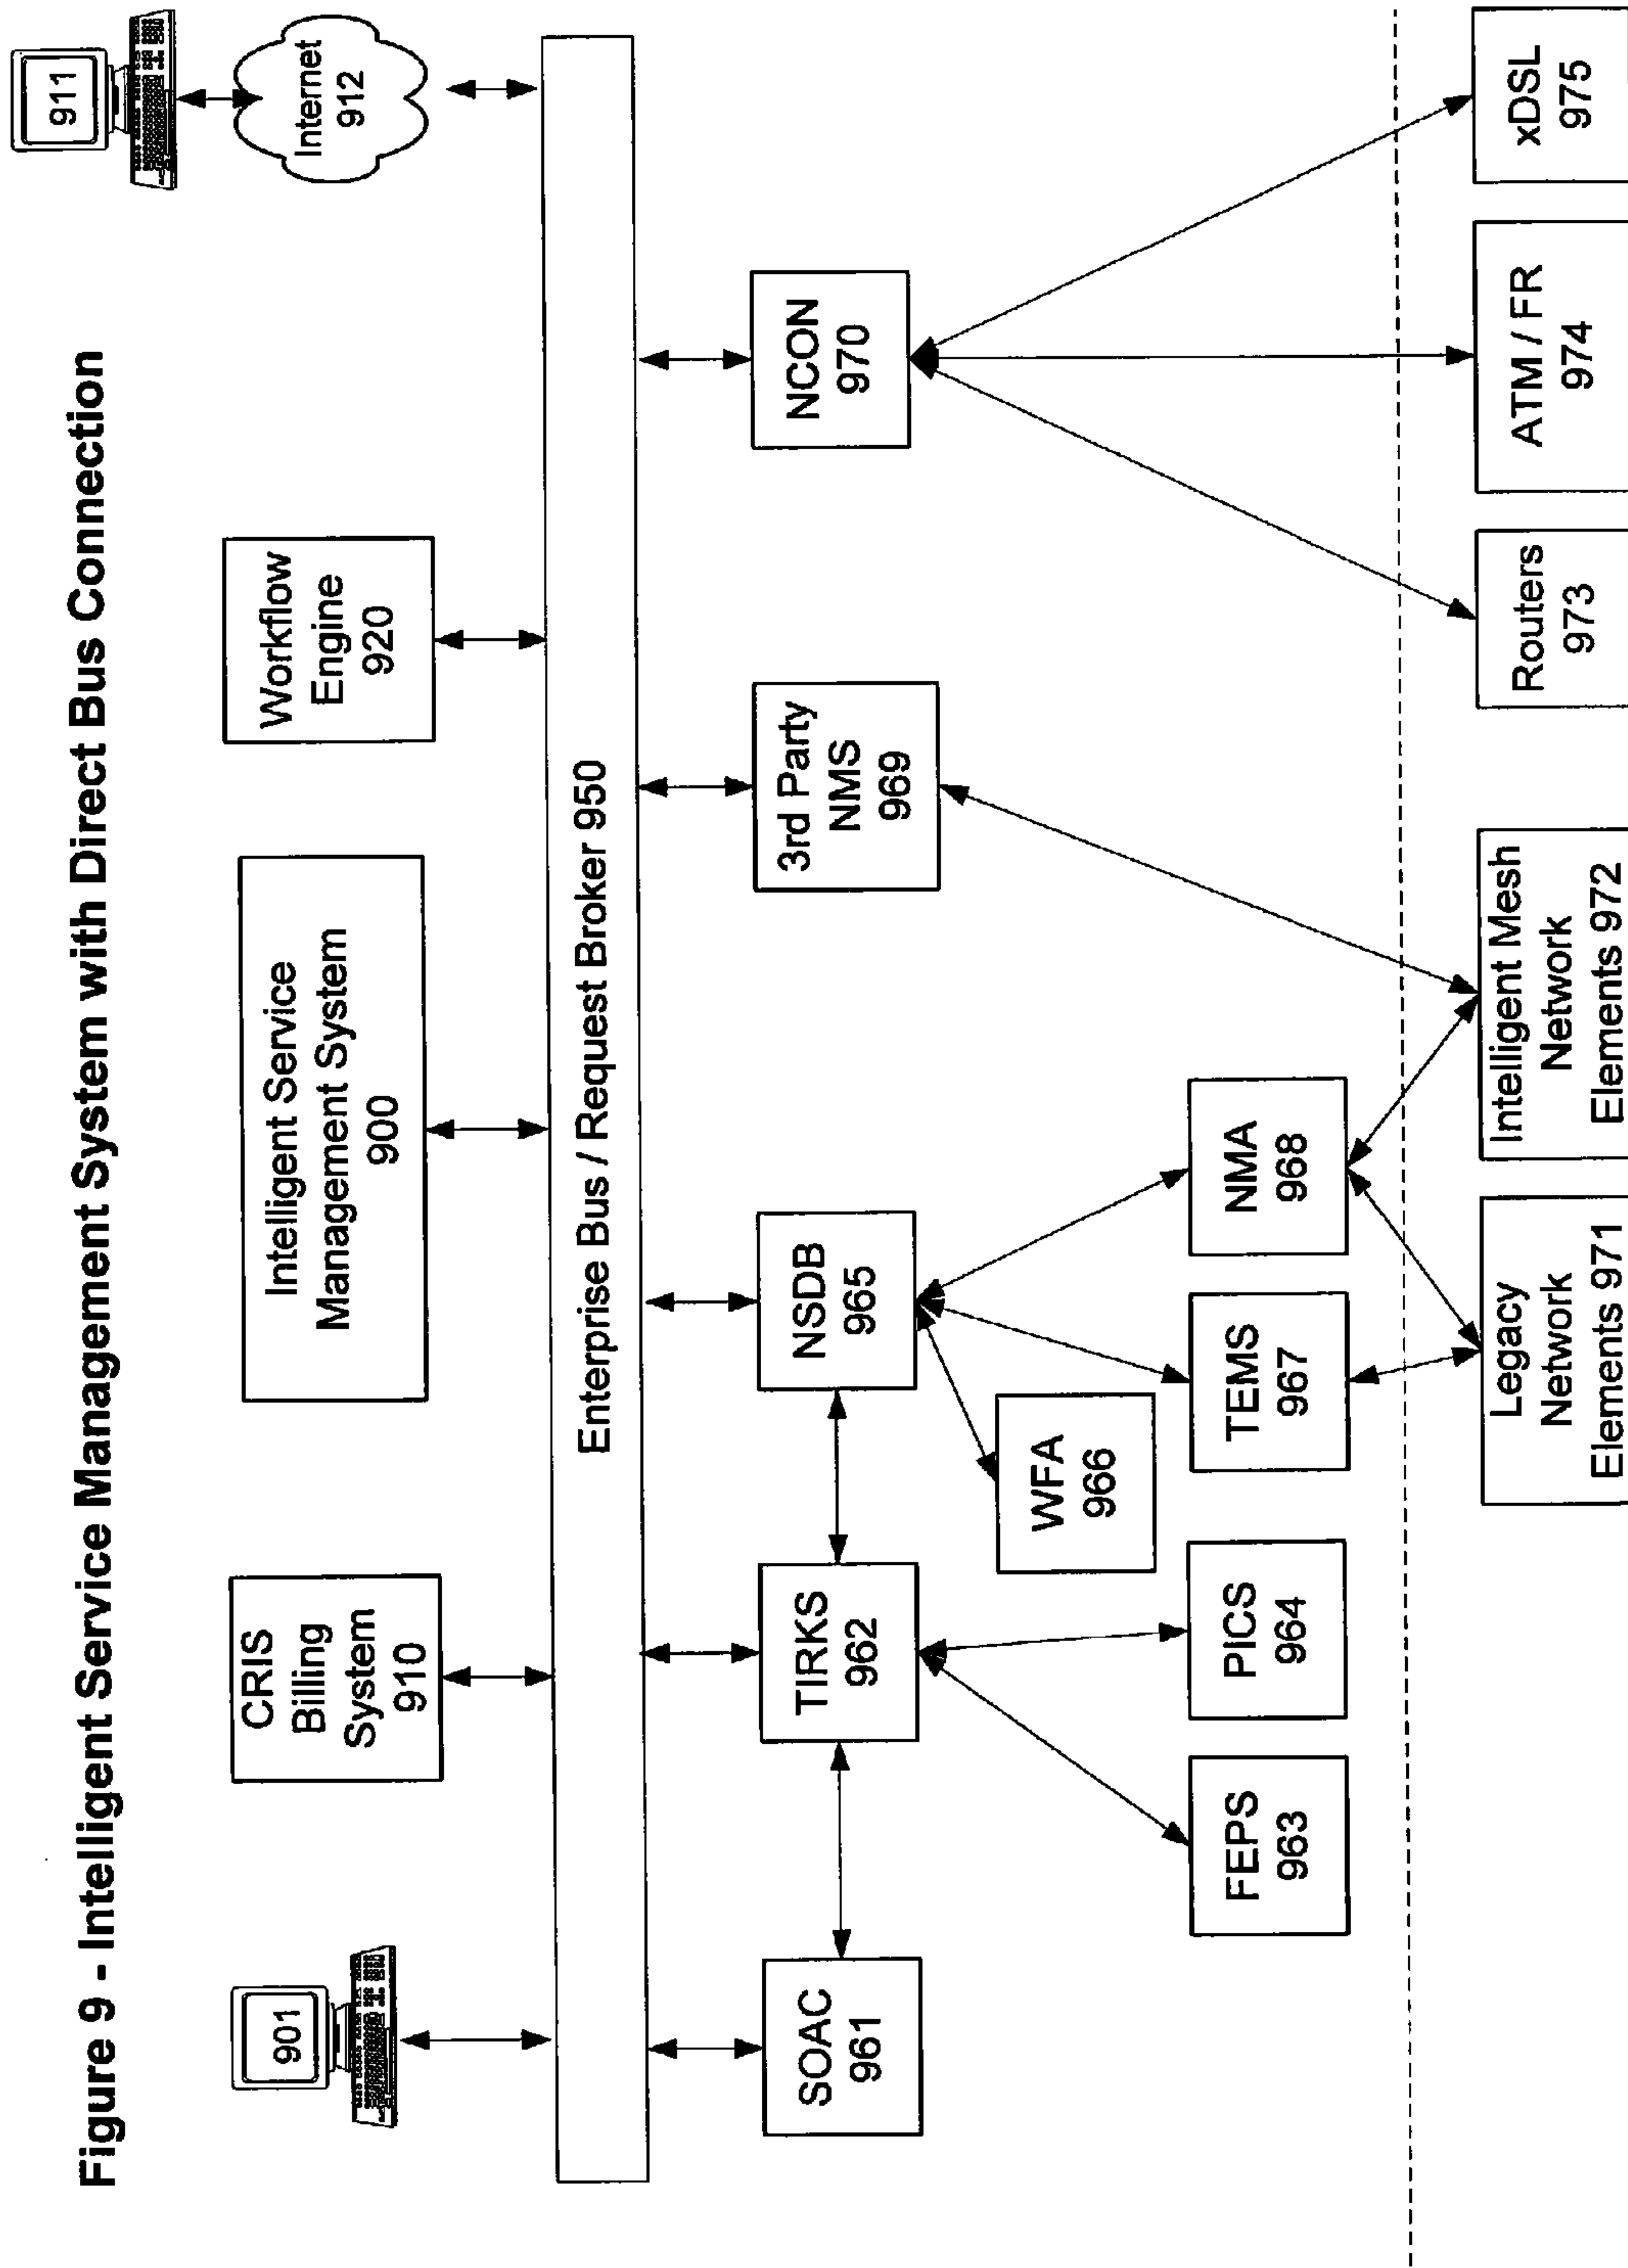 Figure 9 - Intelligent Service Management System with Direct Bus Connection
901
CRIS
Billing
System
910
Intelligent Service
Management System
900
Workflow
Engine
920
911
Internet
912
Enterprise Bus / Request Broker 950
SOAC
961
TIRKS
962
NSDB
965
3rd Party
NMS
969
NCON
970
WFA
966
FEPS
963
PICS
964
TEMS
967
NMA
968
Legacy
Network
Elements 971
Intelligent Mesh
Network
Elements 972
Routers
973
ATM / FR
974
xDSL
975